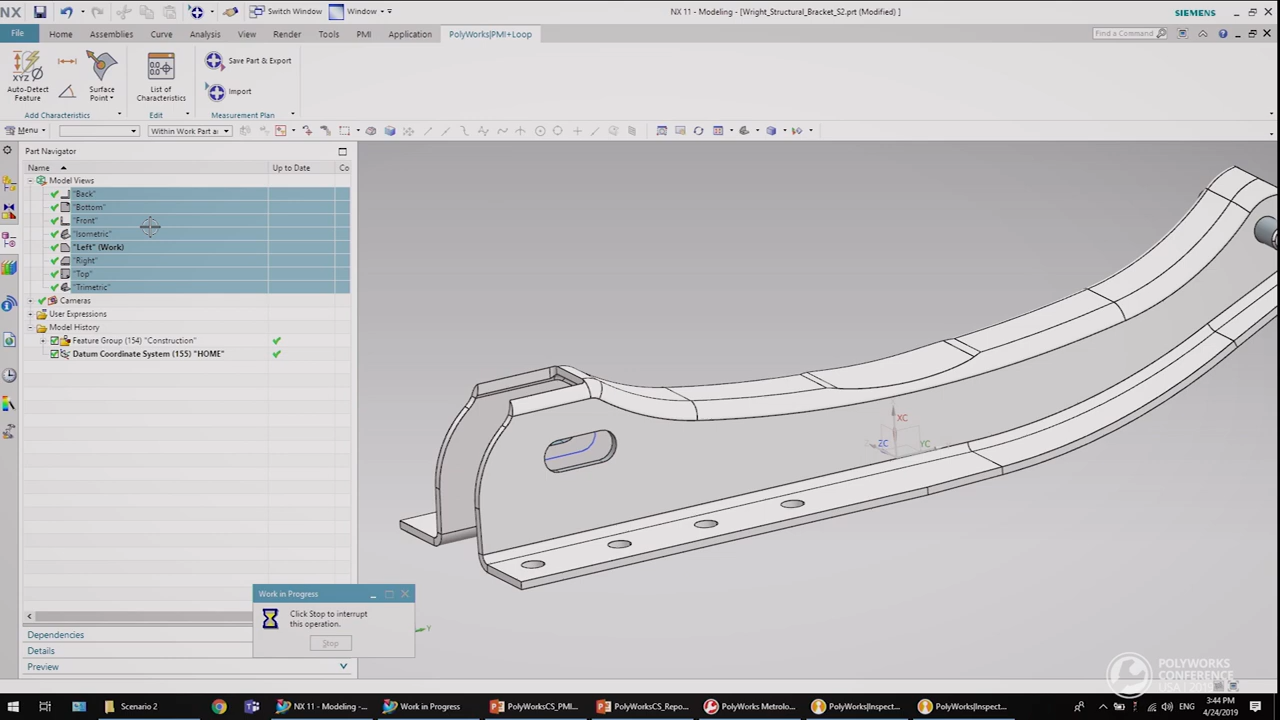 NX
Switch Window
Window
NX 11 - Modeling - [Wright_Structural_Bracket_S2.prt (Modified) ]
SIEMENS
File
Home
Assemblies
Curve
Analysis
View
Render
Tools
PMI
Application
PolyWorks|PMI+Loop
Find a Command
XYZ
Auto-Detect
Feature
Surface
Point
List of
Characteristics
Save Part & Export
Import
Add Characteristics
Edit
Measurement Plan
Menu
Within Work Part a
Part Navigator
Name
Up to Date
Co
Model Views
"Back"
"Bottom"
"Front"
"Isometric"
"Left" (Work)
"Right"
"Top"
"Trimetric"
Cameras
User Expressions
Model History
Feature Group (154) "Construction"
Datum Coordinate System (155) "HOME"
XC
ZC
YC
Work in Progress
Click Stop to interrupt
this operation.
Stop
Y
Dependencies
Details
Preview
POLYWORKS
CONFERENCE
Scenario 2
NX 11 - Modeling -...
Work in Progress
PolyWorksCS_PMI...
PolyWorksCS_Repo...
PolyWorks Metrolo...
PolyWorks|Inspect...
PolyWorks|Inspect...
3:44 PM
4/24/2019